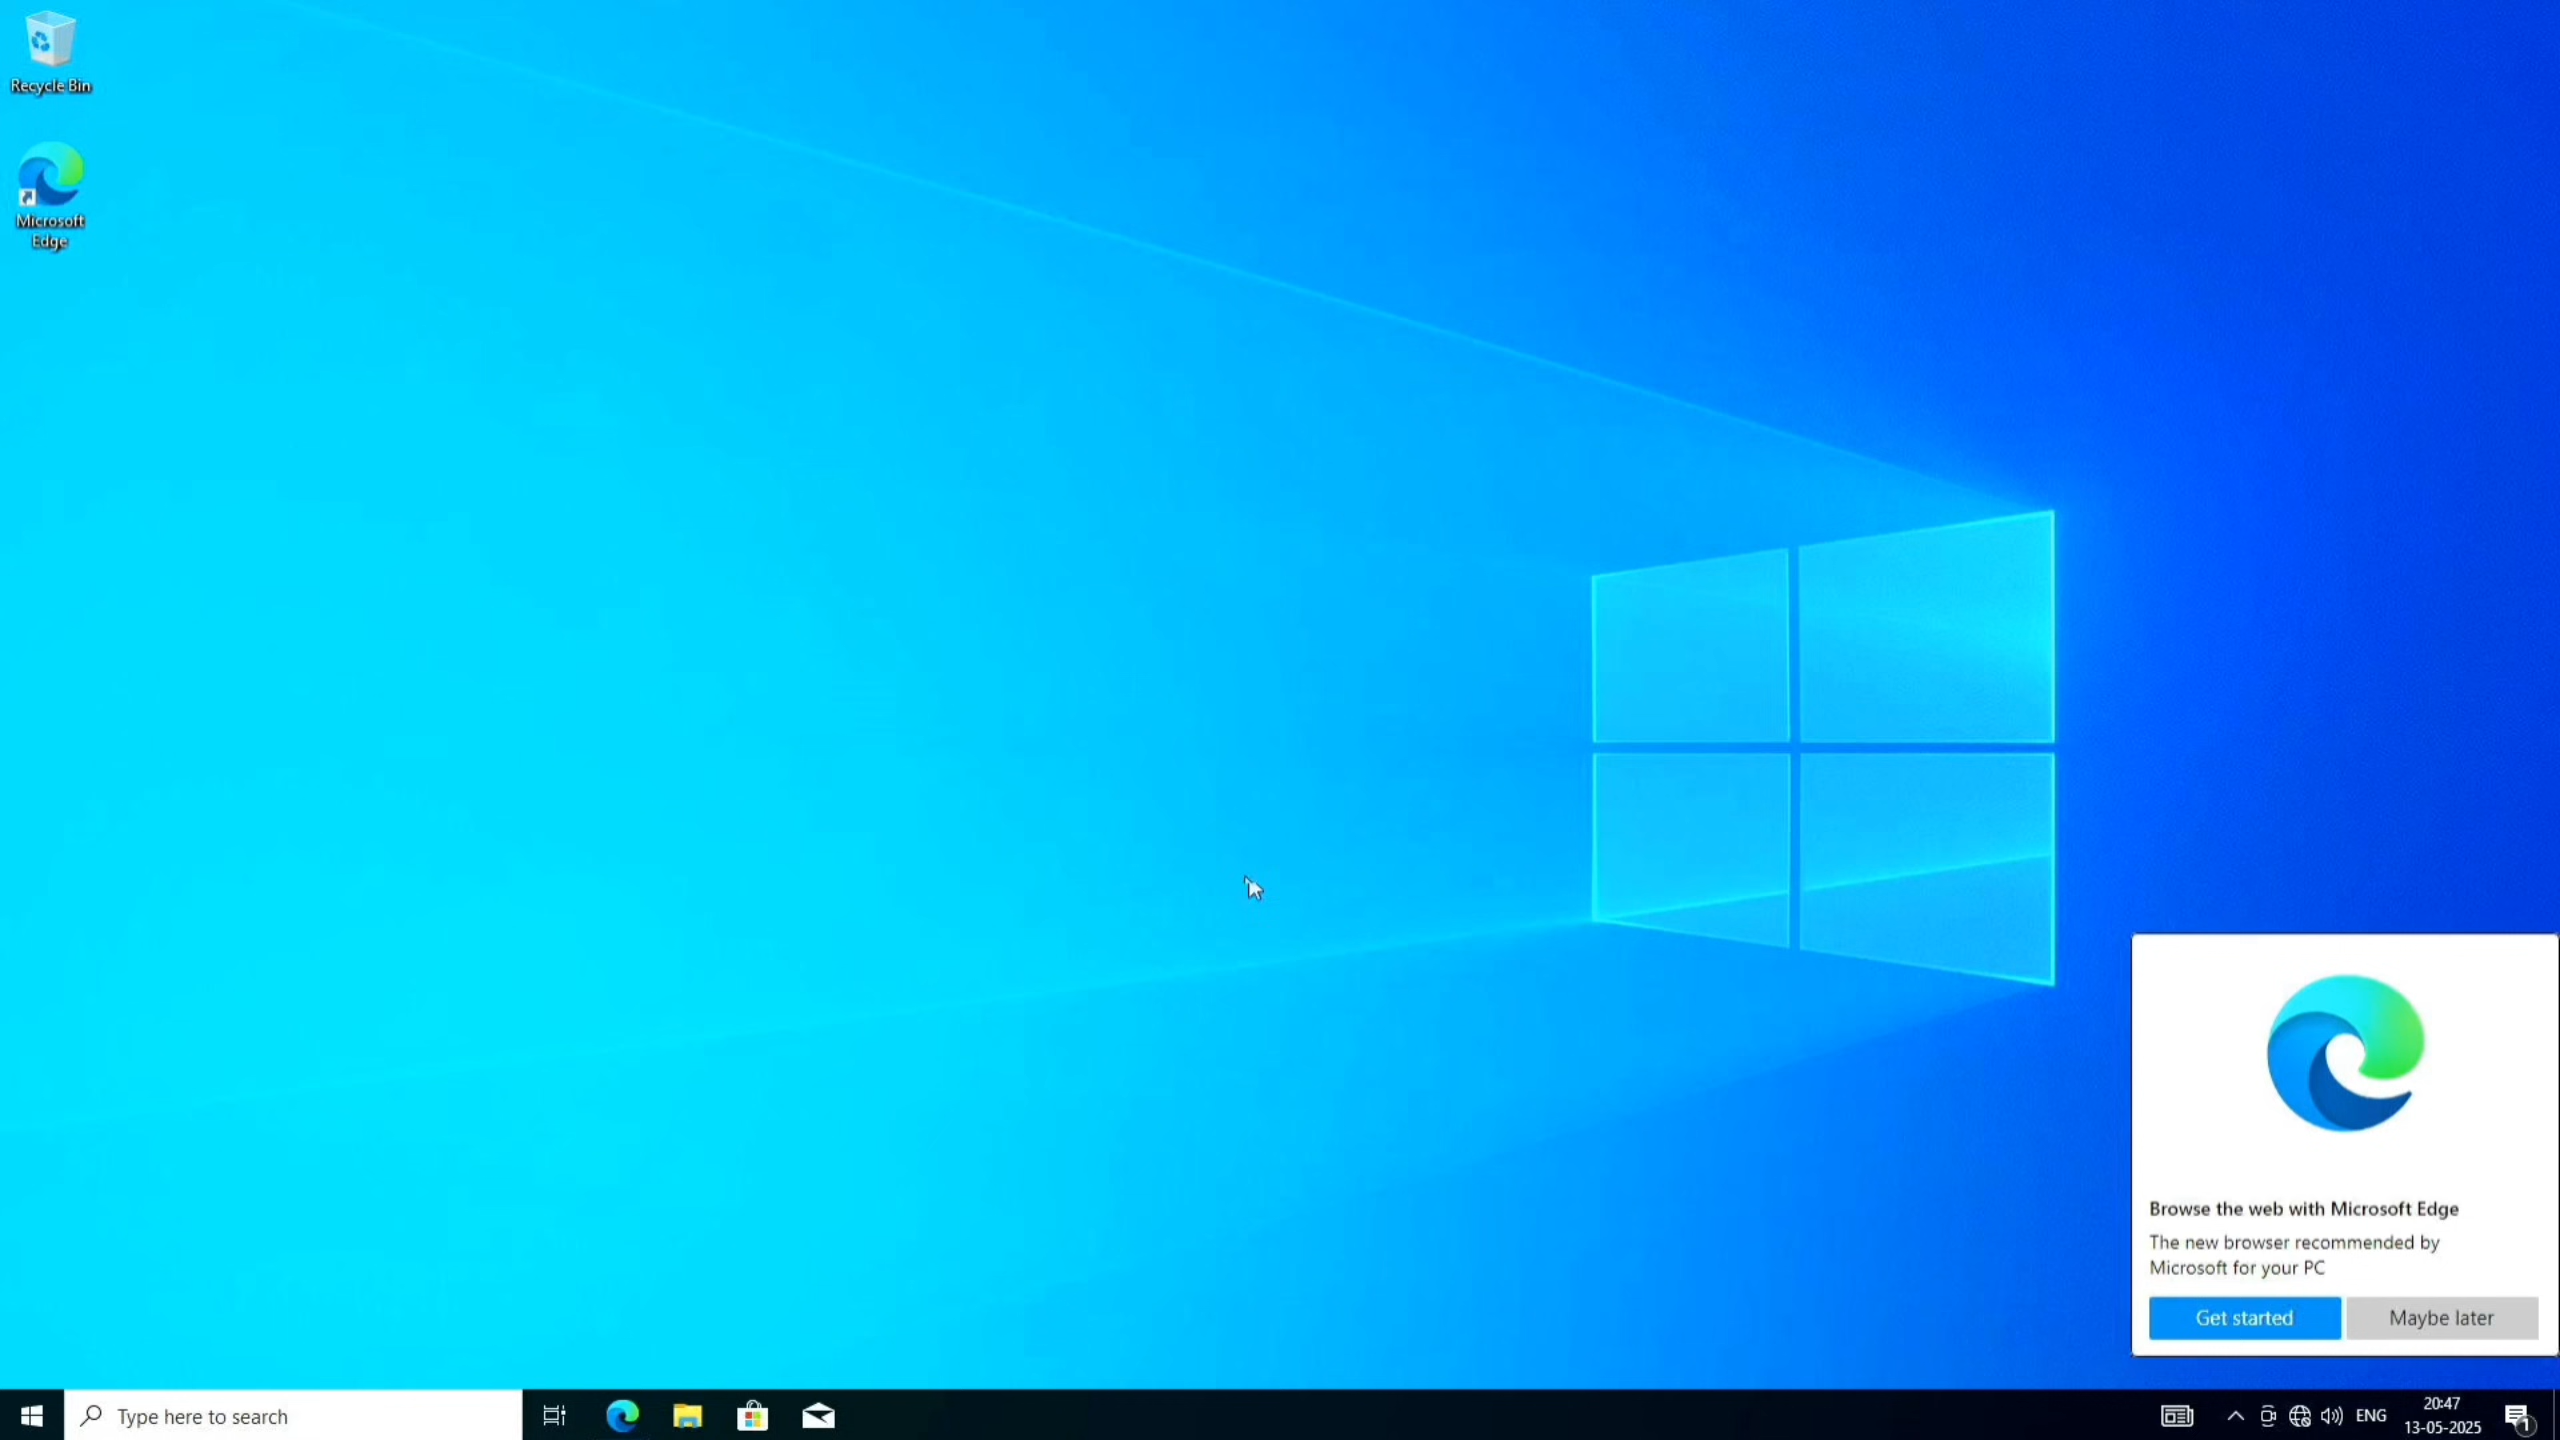 Recycle Bin
Microsoft
Edge
Browse the web with Microsoft Edge
The new browser recommended by
Microsoft for your PC
Get started
Maybe later
Type here to search
ENG
20:47
13-05-2025
1